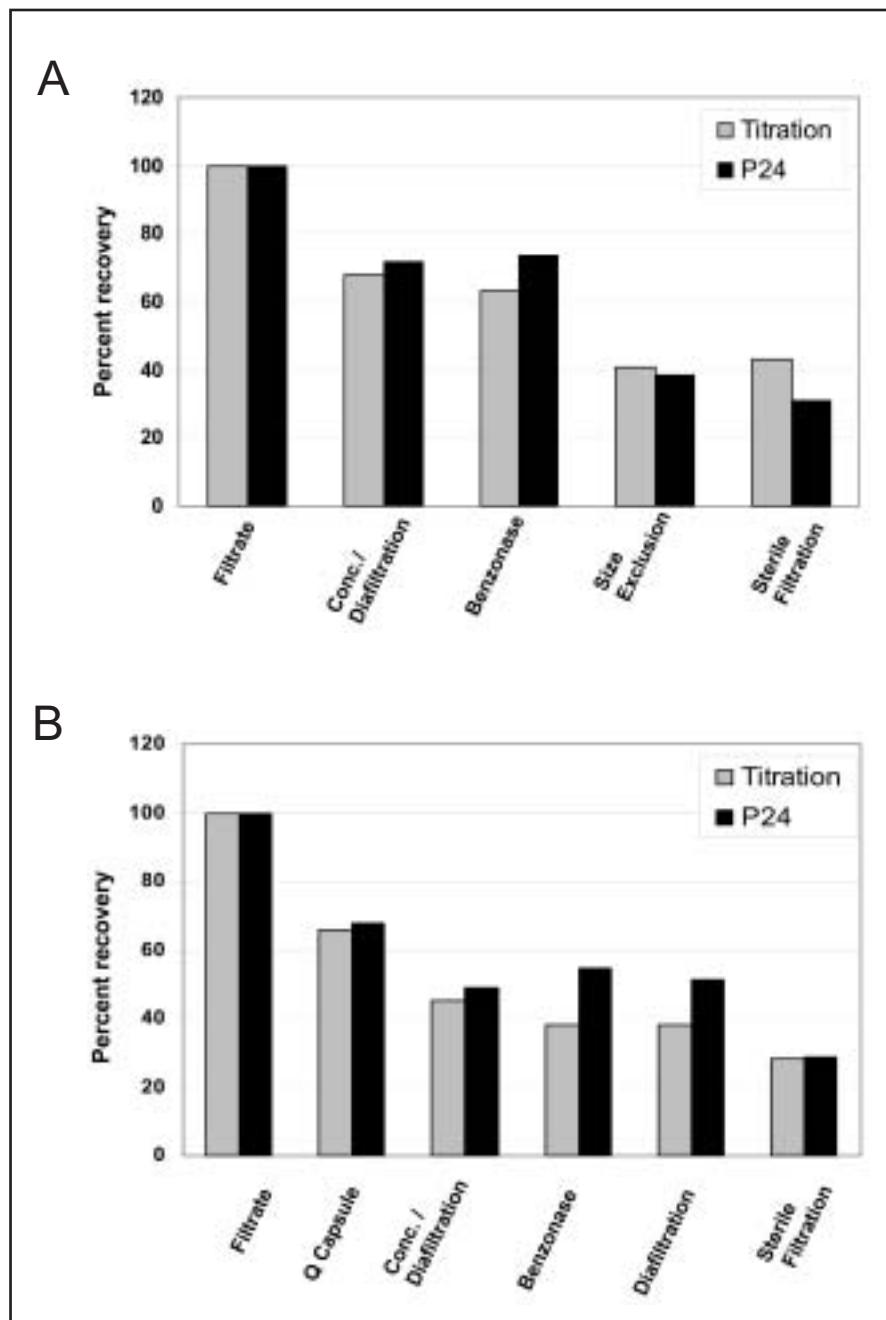 A
120
100
80
60
40
20
0
Percent recovery
Titration
P24
Filtrate
Conc./
Diafiltration
Benzonase
Size
Exclusion
Sterile
Filtration
B
120
100
80
60
40
20
0
Percent recovery
Titration
P24
Filtrate
Q Capsule
Conc. /
Diafiltration
Benzonase
Diafiltration
Sterile
Filtration